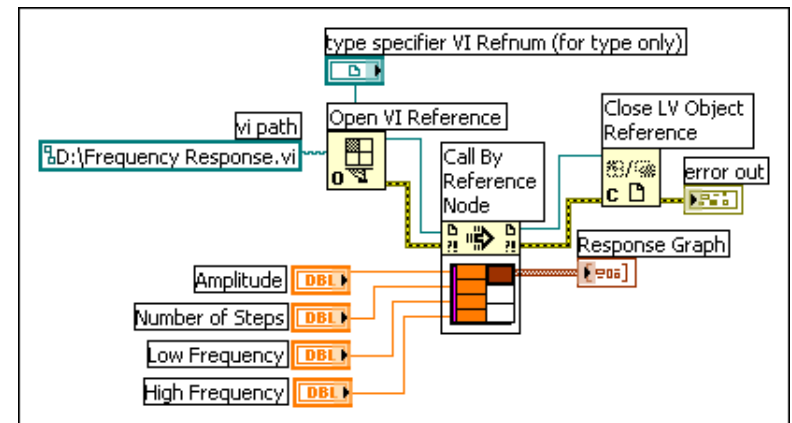 type specifier VI Refnum (for type only)
vi path
Open VI Reference
D:\Frequency Response.vi
O
Call By
Reference
Node
?!
?!
Close LV Object
Reference
C
error out
Response Graph
Amplitude
DBL
Number of Steps
DBL
Low Frequency
DBL
High Frequency
DBL